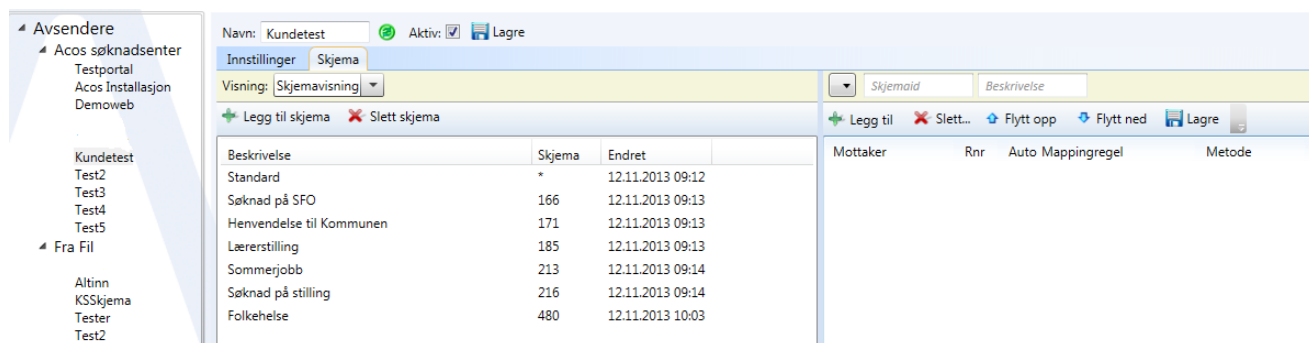 Avsendere
Acos søknadsenter
Testportal
Acos Installasjon
Demoweb
Kundetest
Test2
Test3
Test4
Test5
Fra Fil
Altinn
KSSkjema
Tester
Test2
Navn: Kundetest Aktiv: Lagre
Innstillinger Skjema
Visning: Skjemavisning
Legg til skjema Slett skjema
Beskrivelse Skjema Endret
Standard * 12.11.2013 09:12
Søknad på SFO 166 12.11.2013 09:13
Henvendelse til Kommunen 171 12.11.2013 09:13
Lærerstilling 185 12.11.2013 09:13
Sommerjobb 213 12.11.2013 09:14
Søknad på stilling 216 12.11.2013 09:14
Folkehelse 480 12.11.2013 10:03
Skjemaid Beskrivelse
Legg til Slett... Flytt opp Flytt ned Lagre
Mottaker Rnr Auto Mappingregel Metode